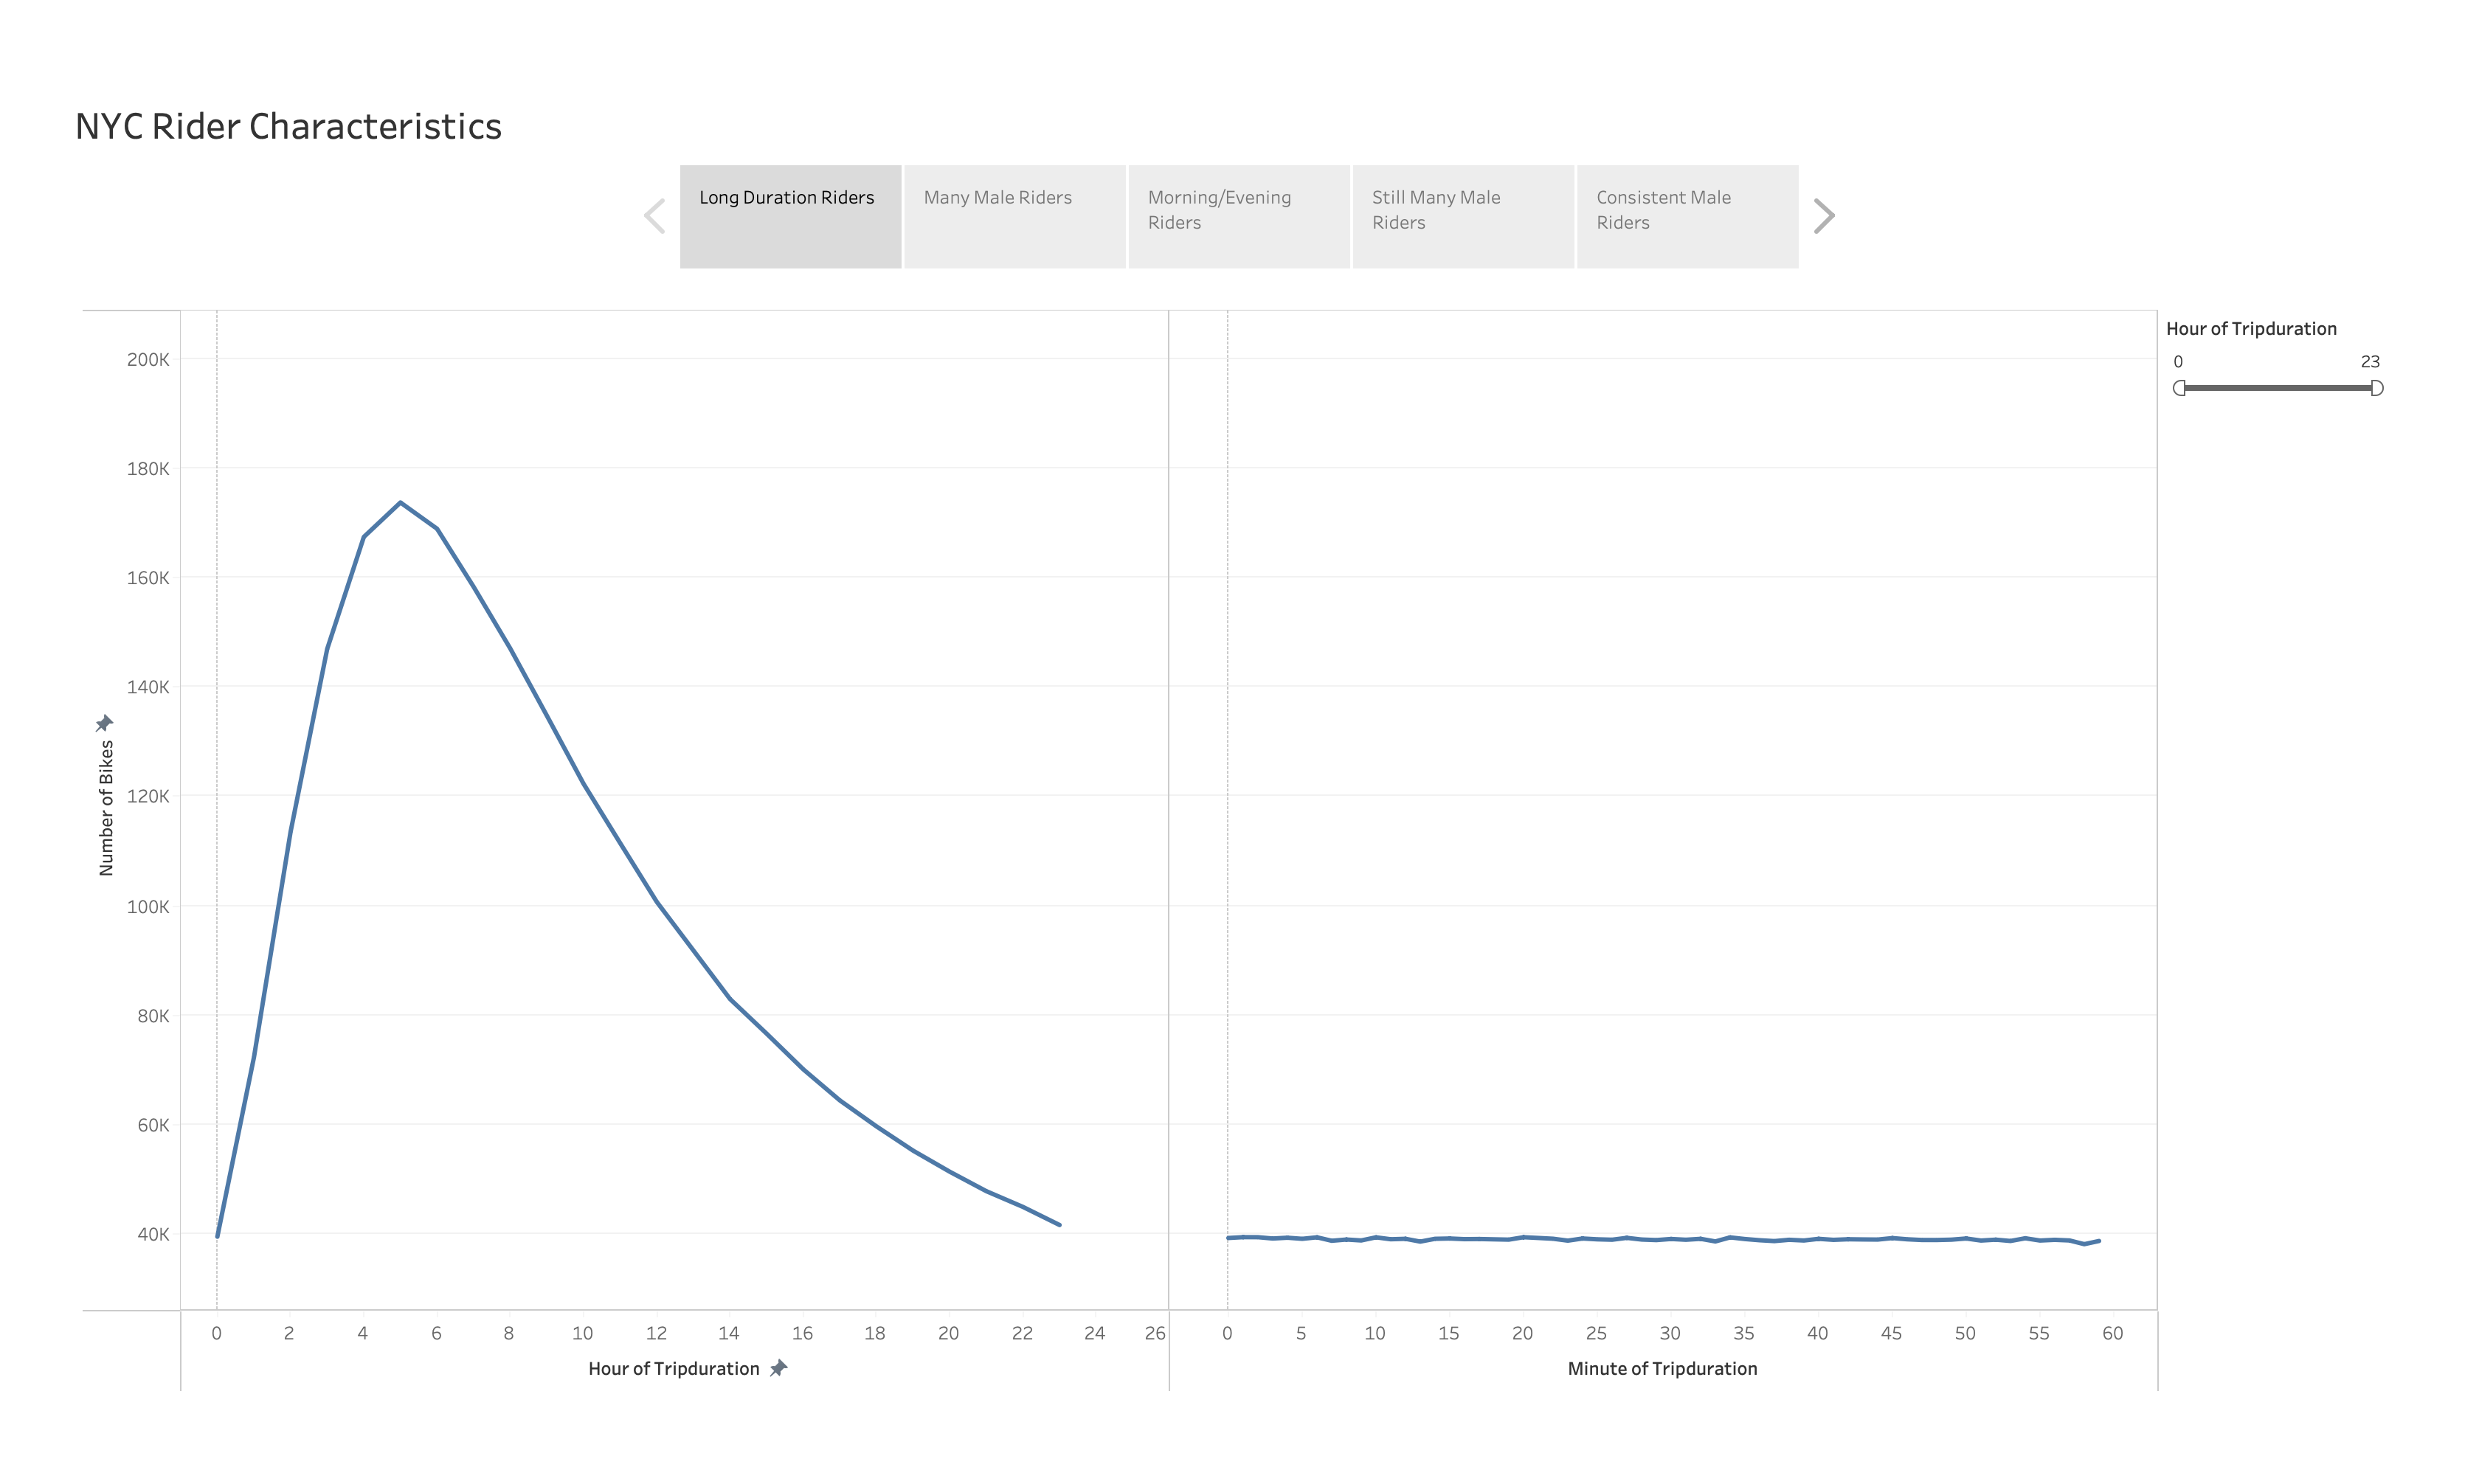 NYC Rider Characteristics
Long Duration Riders
Many Male Riders
Morning/Evening
Riders
Still Many Male
Riders
Consistent Male
Riders
Hour of Tripduration
0 23
200K
180K
160K
140K
120K
100K
80K
60K
40K
Number of Bikes
0 2 4 6 8 10 12 14 16 18 20 22 24 26
Hour of Tripduration
0 5 10 15 20 25 30 35 40 45 50 55 60
Minute of Tripduration